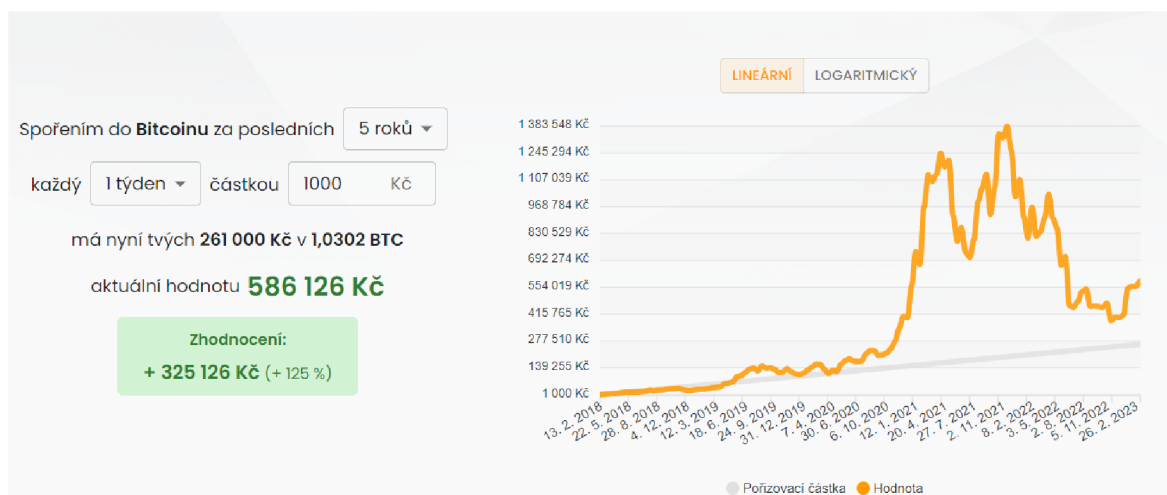 LINEÁRNÍ LOGARITMICKÝ
Spořením do Bitcoinu za posledních 5 roků
každý 1 týden částkou 1000 Kč
má nyní tvých 261 000 Kč v 1,0302 BTC
aktuální hodnotu 586 126 Kč
Zhodnocení:
+ 325 126 Kč (+ 125 %)
1 383 548 Kč
1 245 294 Kč
1 107 039 Kč
968 784 Kč
830 529 Kč
692 274 Kč
554 019 Kč
415 765 Kč
277 510 Kč
139 255 Kč
1 000 Kč
13. 2. 2018
22. 5. 2018
28. 8. 2018
4. 12. 2018
12. 3. 2019
18. 6. 2019
24. 9. 2019
31. 12. 2019
7. 4. 2020
30. 6. 2020
6. 10. 2020
12. 1. 2021
20. 4. 2021
27. 7. 2021
2. 11. 2021
8. 2. 2022
3. 5. 2022
2. 8. 2022
5. 11. 2022
26. 2. 2023
Pořizovací částka Hodnota